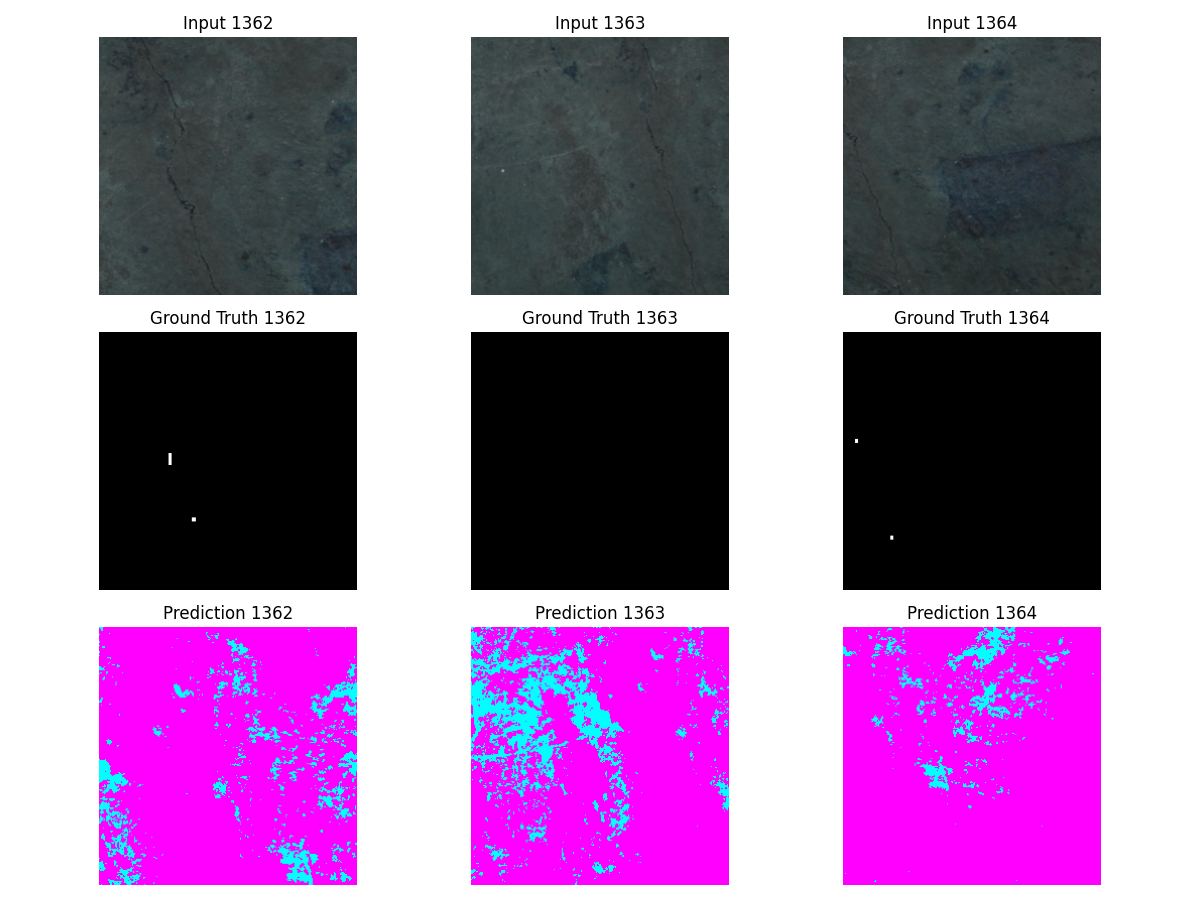 Input 1362
Input 1363
Input 1364
Ground Truth 1362
Ground Truth 1363
Ground Truth 1364
Prediction 1362
Prediction 1363
Prediction 1364